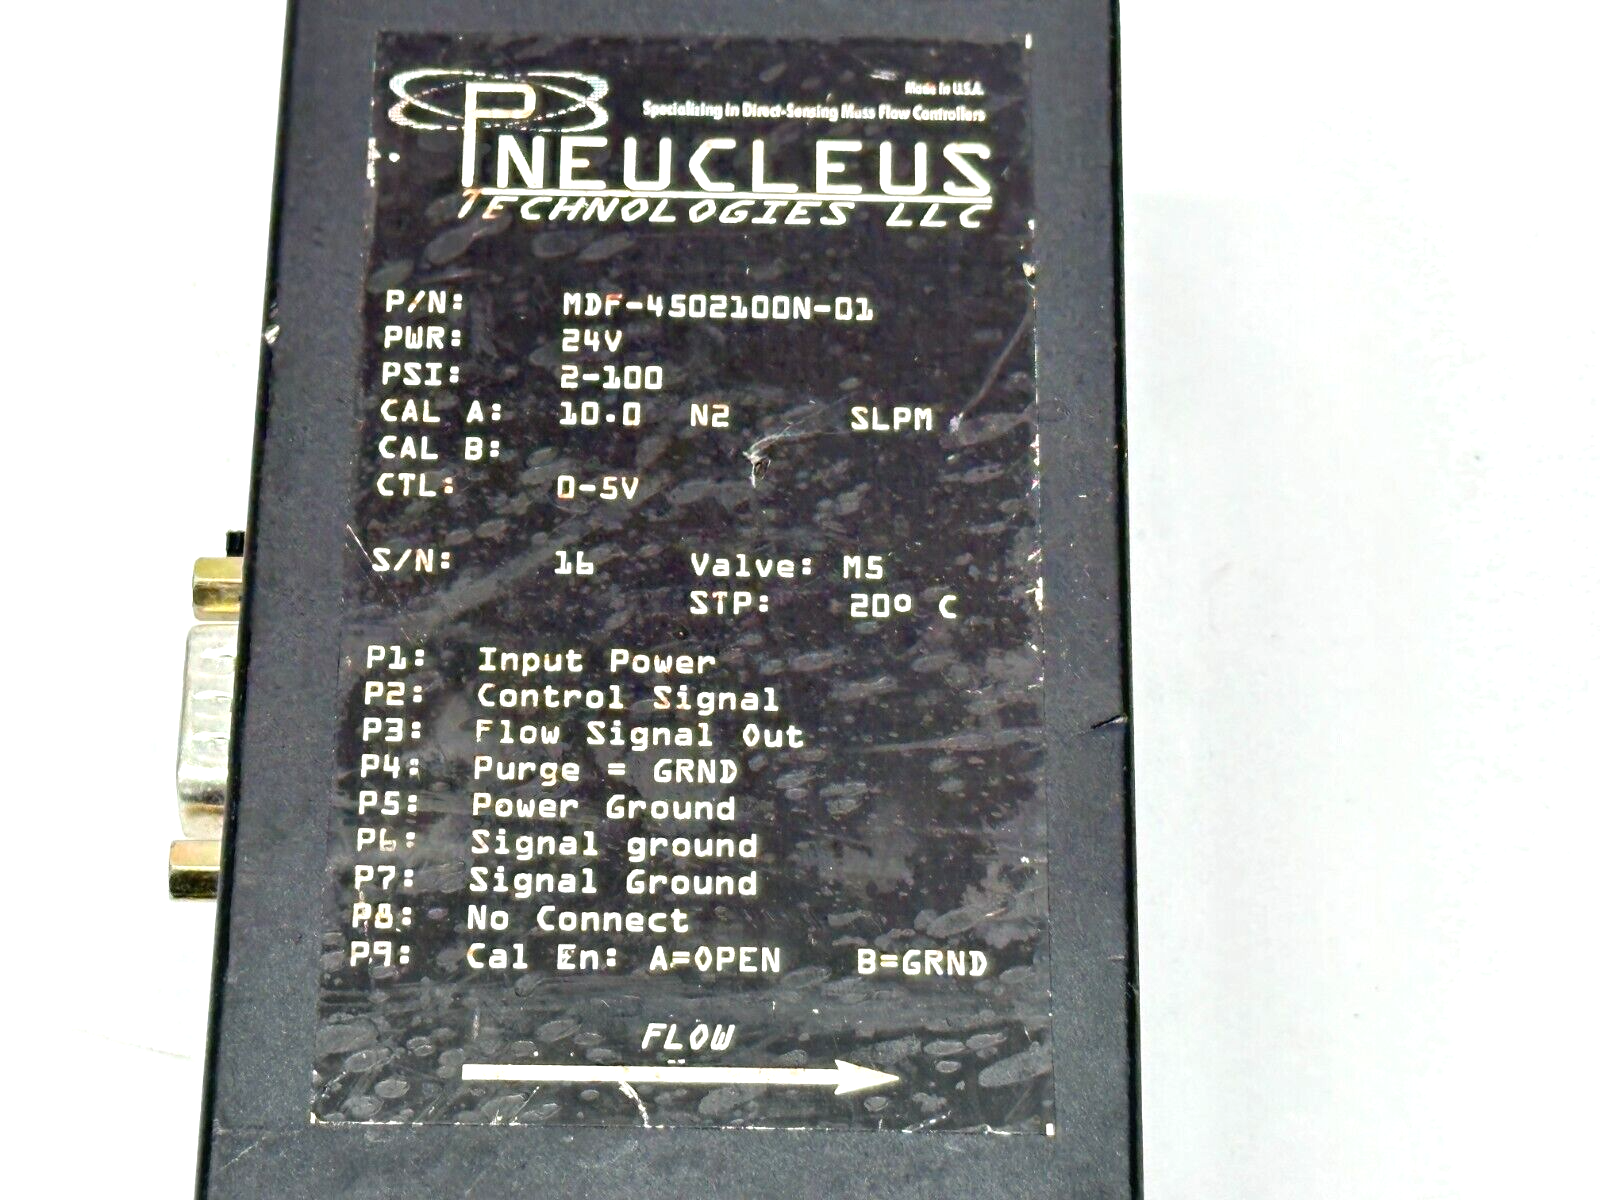 Made In U.S.A.
Specializing in Direct-Sensing Mass Flow Controllers
PNEUCLEUS
TECHNOLOGIES LLC
P/N: MDF-4502100N-01
PWR: 24V
PSI: 2-100
CAL A: 10.0 N2 SLPM
CAL B:
CTL: 0-5V
S/N: 16 Valve: M5
STP: 20º C
P1: Input Power
P2: Control Signal
P3: Flow Signal Out
P4: Purge = GRND
P5: Power Ground
P6: Signal ground
P7: Signal Ground
P8: No Connect
P9: Cal En: A=OPEN B=GRND
FLOW